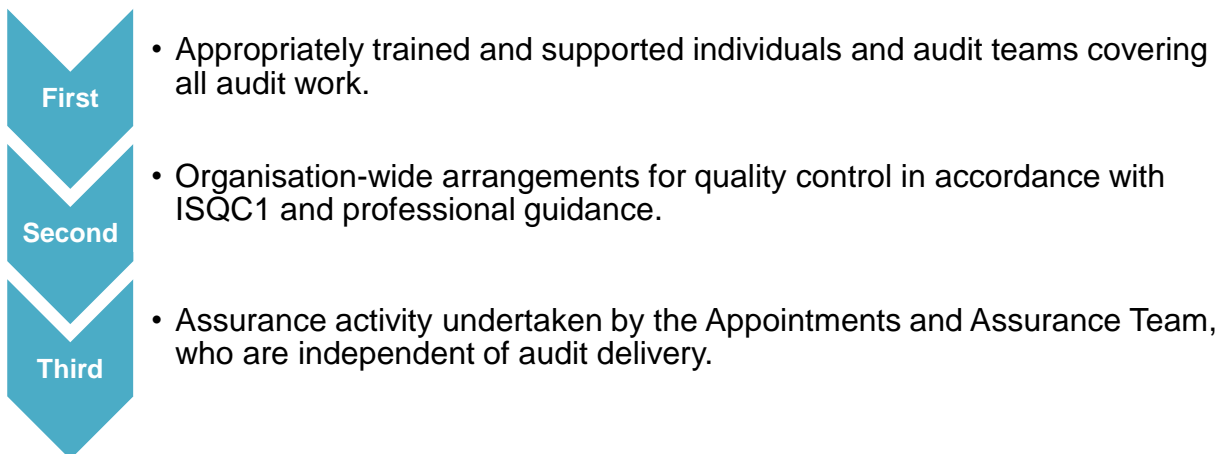 First
• Appropriately trained and supported individuals and audit teams covering
all audit work.
Second
• Organisation-wide arrangements for quality control in accordance with
ISQC1 and professional guidance.
Third
• Assurance activity undertaken by the Appointments and Assurance Team,
who are independent of audit delivery.